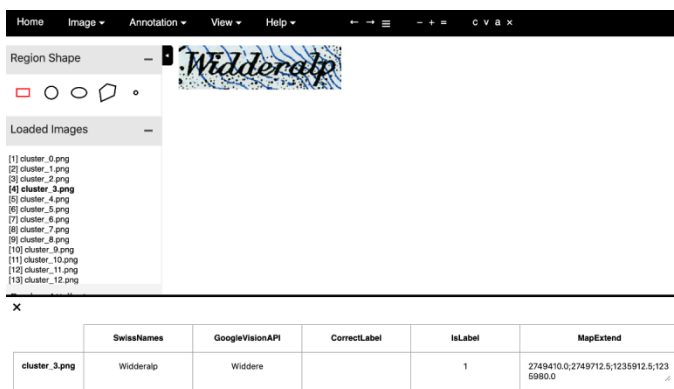 Home Image ▾ Annotation ▾ View ▾ Help ▾ ← → ≡ − + = c v a ×
Region Shape −
Widderalp
Loaded Images −
[1] cluster_0.png
[2] cluster_1.png
[3] cluster_2.png
[4] cluster_3.png
[5] cluster_4.png
[6] cluster_5.png
[7] cluster_6.png
[8] cluster_7.png
[9] cluster_8.png
[10] cluster_9.png
[11] cluster_10.png
[12] cluster_11.png
[13] cluster_12.png
×
SwissNames GoogleVisionAPI CorrectLabel IsLabel MapExtend
cluster_3.png Widderalp Widdere 1 2749410.0;2749712.5;1235912.5;123
5980.0